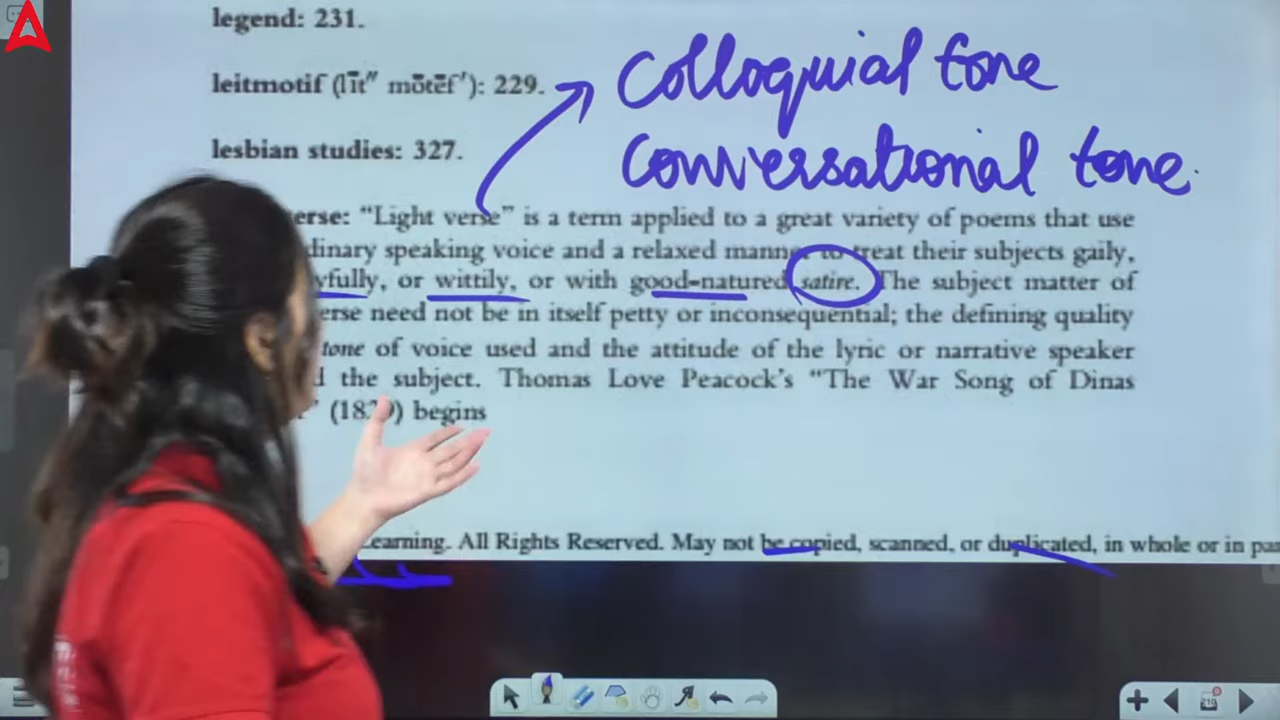 legend: 231.
leitmotif (līt″ mōtēf′): 229.
Colloquial tone
lesbian studies: 327.
Conversational tone.
erse: “Light verse” is a term applied to a great variety of poems that use
dinary speaking voice and a relaxed manner to treat their subjects gaily,
yfully, or wittily, or with good-natured satire. The subject matter of
erse need not be in itself petty or inconsequential; the defining quality
tone of voice used and the attitude of the lyric or narrative speaker
d the subject. Thomas Love Peacock’s “The War Song of Dinas
begins
Learning. All Rights Reserved. May not be copied, scanned, or duplicated, in whole or in par